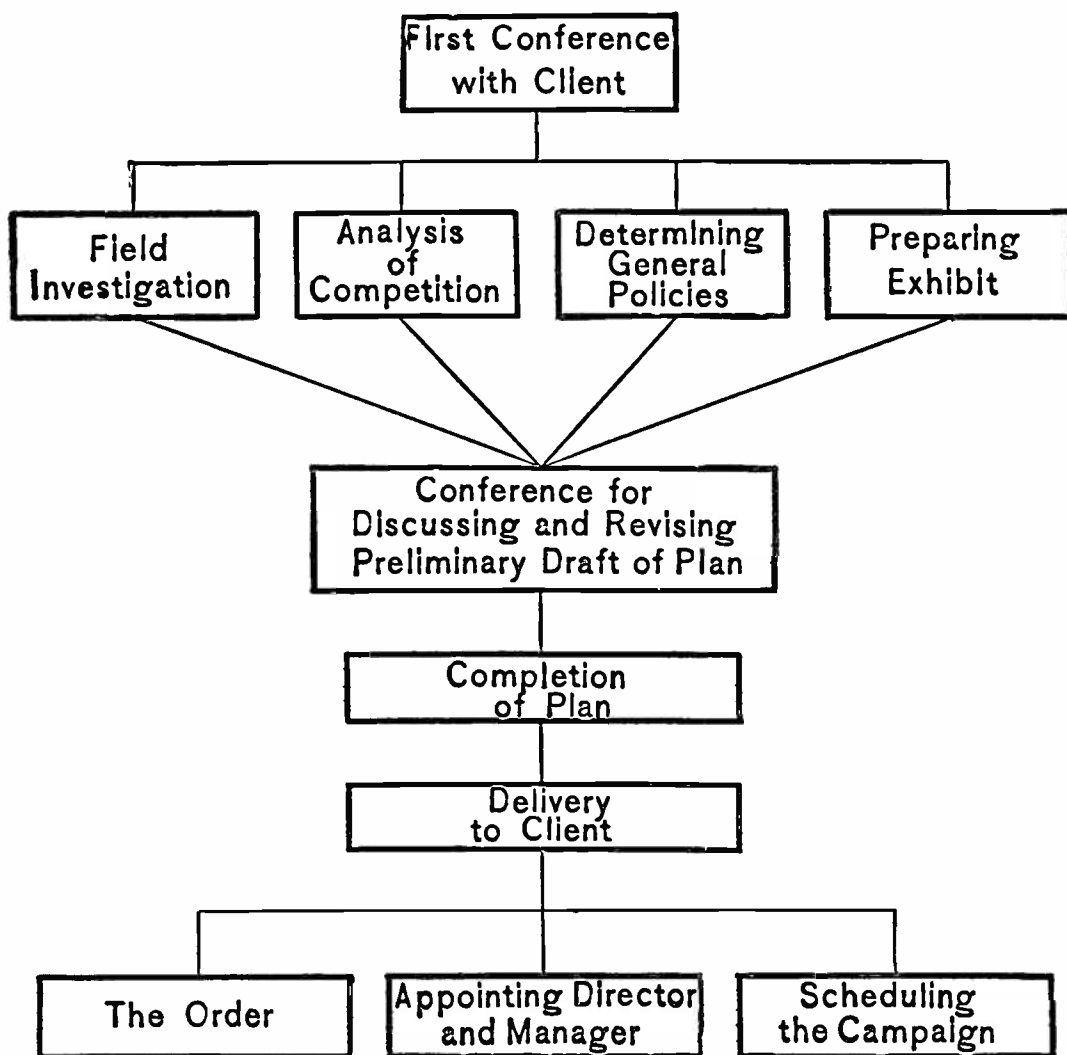 First Conference
with Client
Field
Investigation
Analysis
of
Competition
Determining
General
Policies
Preparing
Exhibit
Conference for
Discussing and Revising
Preliminary Draft of Plan
Completion
of Plan
Delivery
to Client
The Order
Appointing Director
and Manager
Scheduling
the Campaign